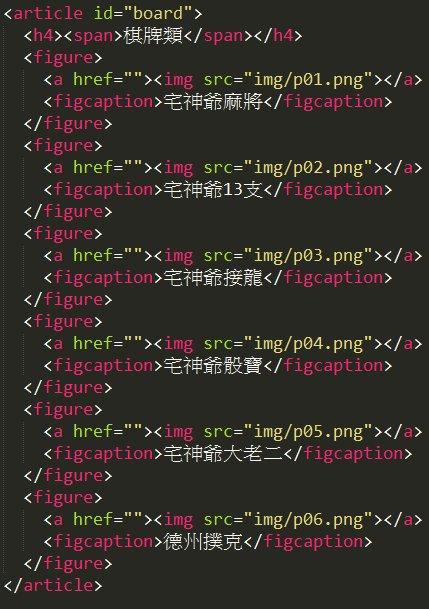 <article id="board">
<h4><span>棋牌類</span></h4>
<figure>
<a href=""><img src="img/p01.png"></a>
<figcaption>宅神爺麻將</figcaption>
</figure>
<figure>
<a href=""><img src="img/p02.png"></a>
<figcaption>宅神爺13支</figcaption>
</figure>
<figure>
<a href=""><img src="img/p03.png"></a>
<figcaption>宅神爺接龍</figcaption>
</figure>
<figure>
<a href=""><img src="img/p04.png"></a>
<figcaption>宅神爺骰寶</figcaption>
</figure>
<figure>
<a href=""><img src="img/p05.png"></a>
<figcaption>宅神爺大老二</figcaption>
</figure>
<figure>
<a href=""><img src="img/p06.png"></a>
<figcaption>德州撲克</figcaption>
</figure>
</article>